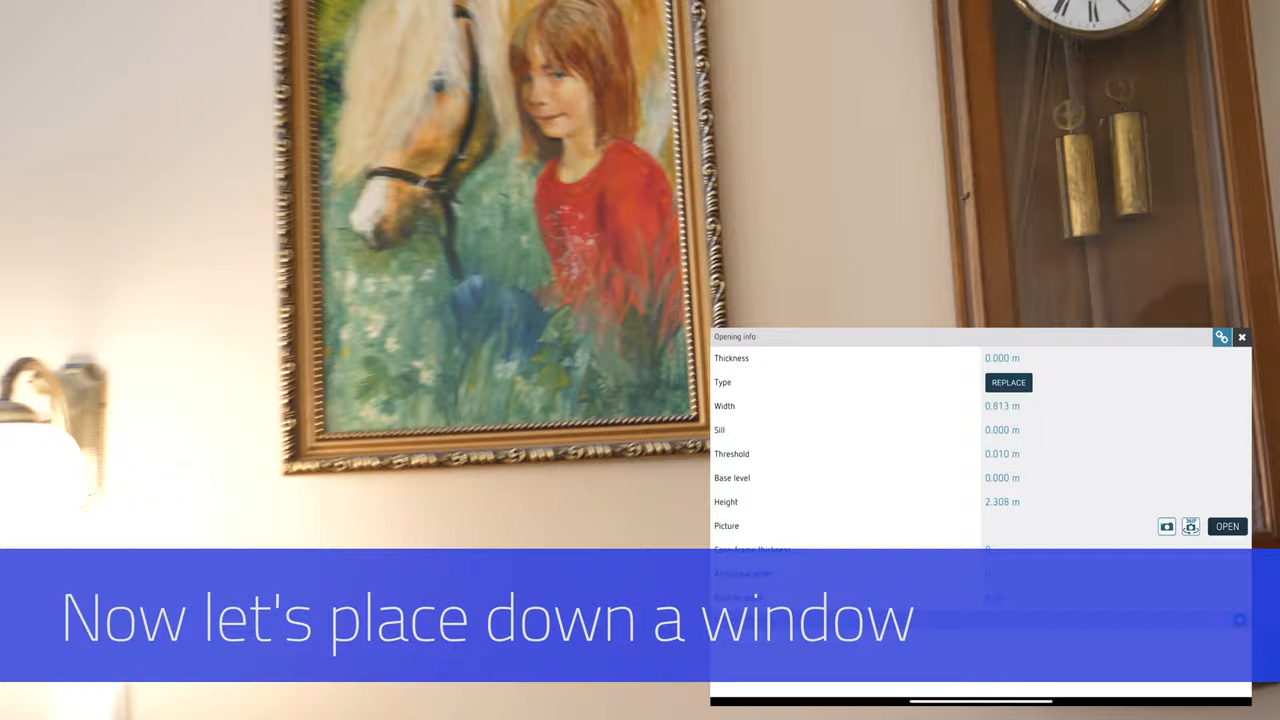 Opening info
Thickness 0.000 m
Type REPLACE
Width 0.813 m
Sill 0.000 m
Threshold 0.010 m
Base level 0.000 m
Height 2.308 m
Picture OPEN
Now let's place down a window